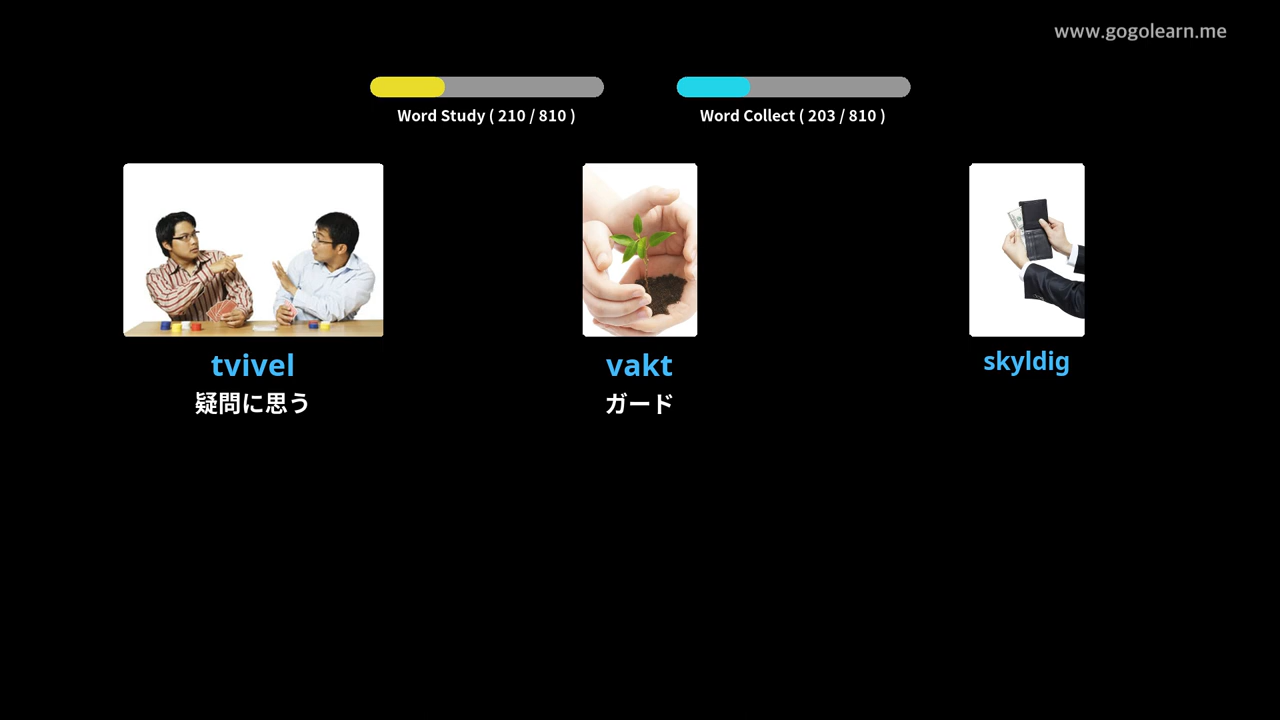 www.gogolearn.me
Word Study ( 210 / 810 )
Word Collect ( 203 / 810 )
tvivel
疑問に思う
vakt
ガード
skyldig